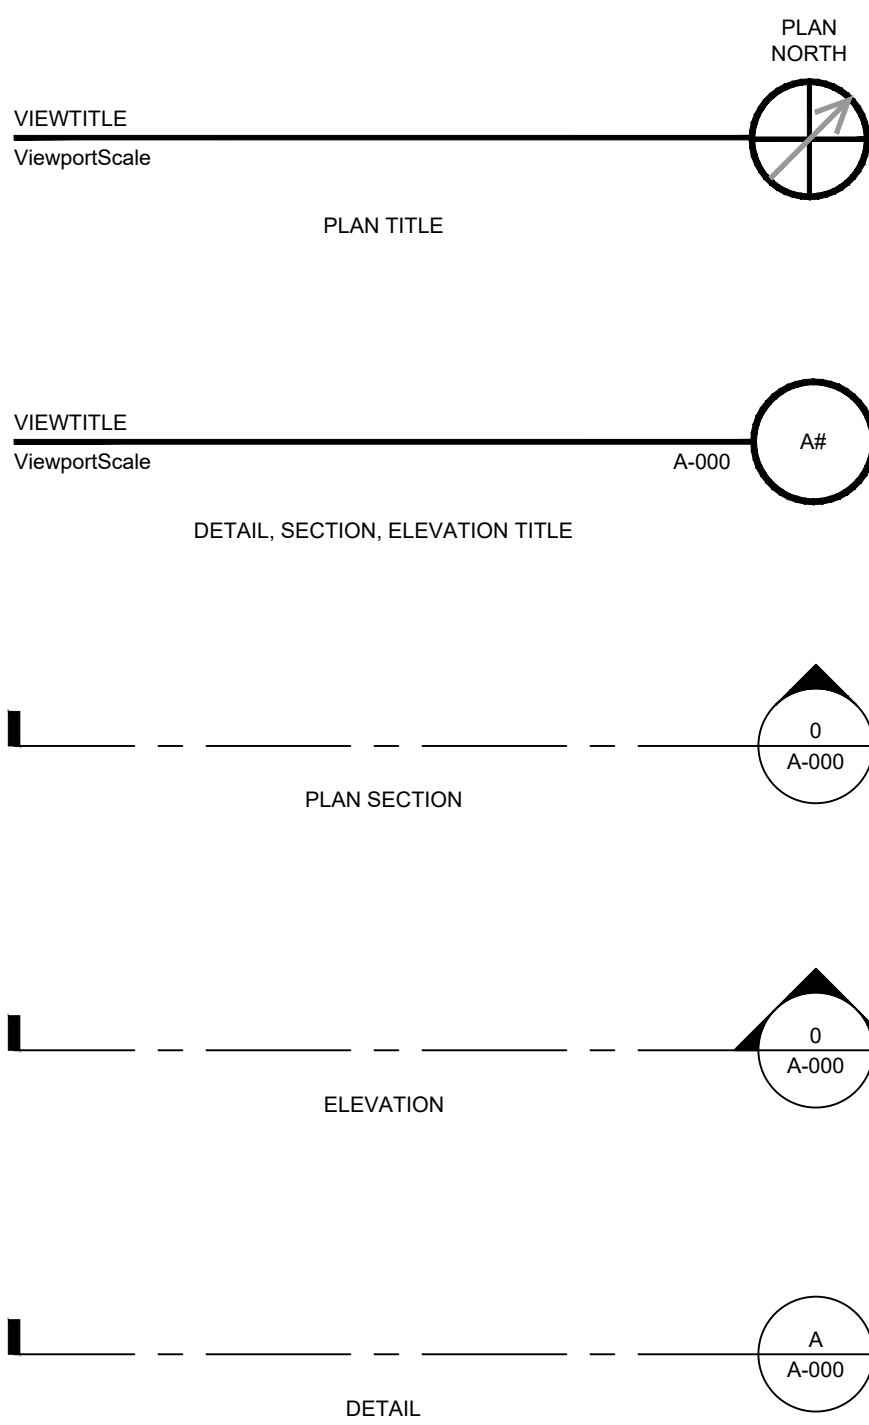 PLAN
NORTH
VIEWTITLE
ViewportScale
PLAN TITLE
VIEWTITLE
ViewportScale
A-000
A#
DETAIL, SECTION, ELEVATION TITLE
0
A-000
PLAN SECTION
0
A-000
ELEVATION
A
A-000
DETAIL